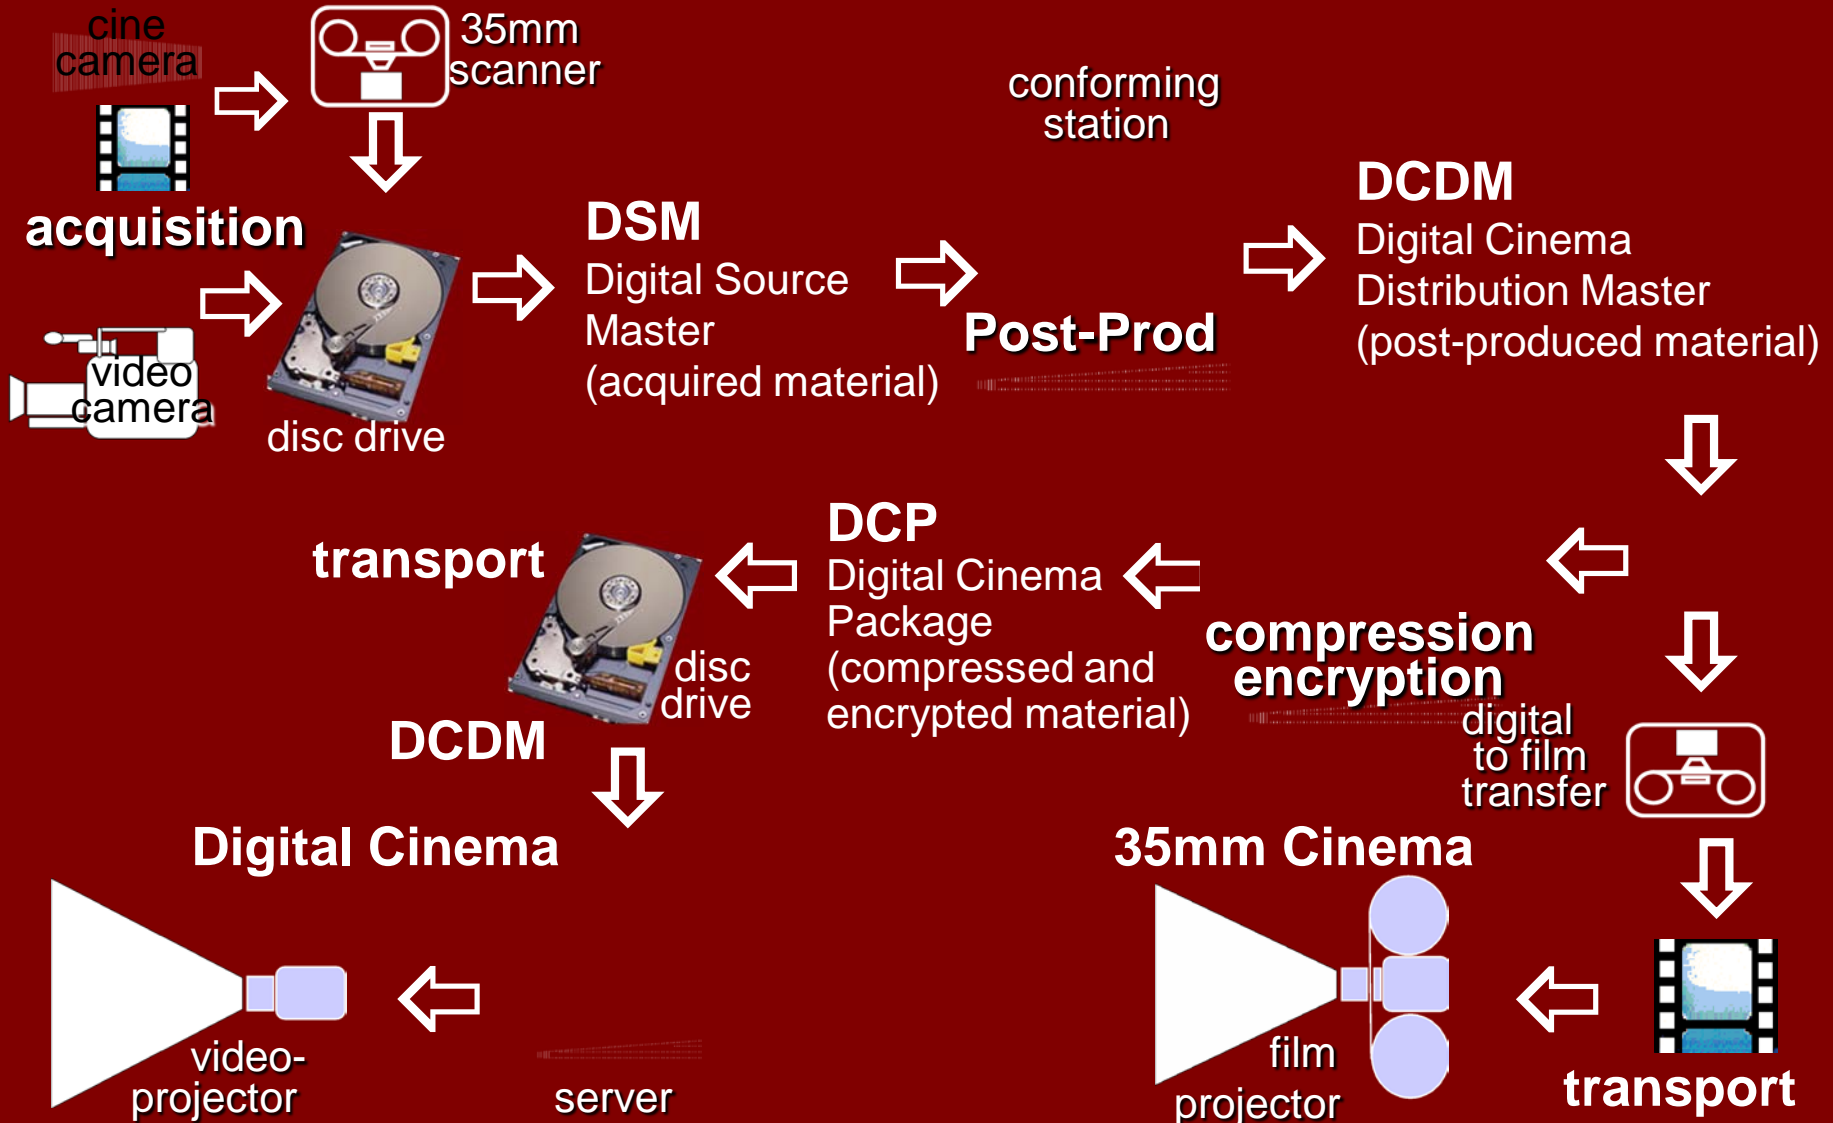 cine
camera
35mm
scanner
conforming
station
acquisition
DSM
Digital Source
Master
(acquired material)
Post-Prod
DCDM
Digital Cinema
Distribution Master
(post-produced material)
video
camera
disc drive
transport
DCP
Digital Cinema
Package
(compressed and
encrypted material)
compression
encryption
disc
drive
DCDM
digital
to film
transfer
Digital Cinema
35mm Cinema
video-
projector
server
film
projector
transport